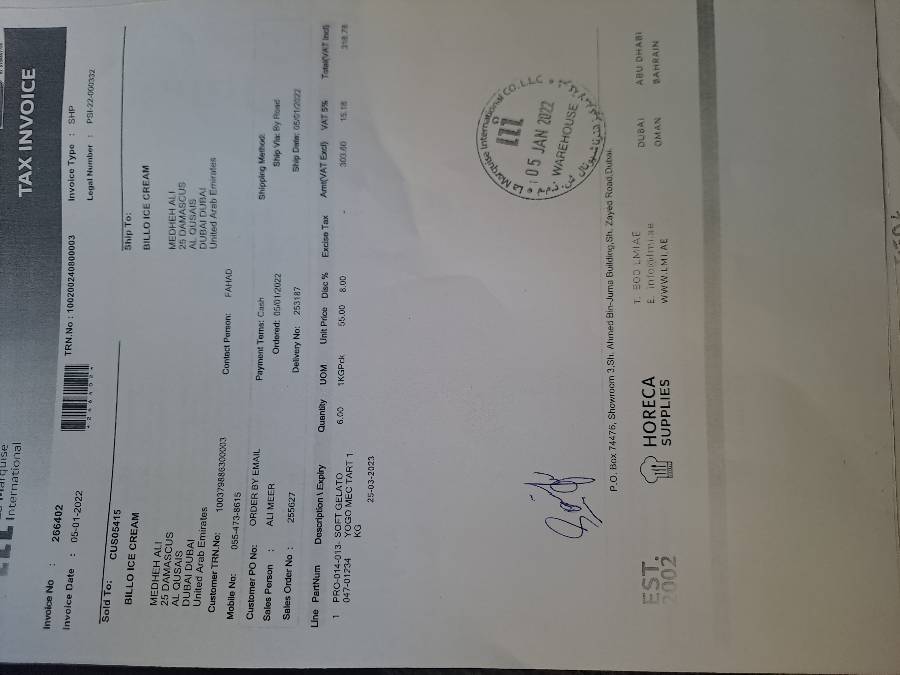 Marquise
International
TAX INVOICE
Invoice No : 266402
TRN.No : 100200240800003
Invoice Type : SHP
Invoice Date : 05-01-2022
Legal Number : PSI-22-000332
Sold To: CUS05415
Ship To:
BILLO ICE CREAM
BILLO ICE CREAM
MEDHEH ALI
25 DAMASCUS
AL QUSAIS
DUBAI DUBAI
United Arab Emirates
MEDHEH ALI
25 DAMASCUS
AL QUSAIS
DUBAI DUBAI
United Arab Emirates
Customer TRN.No: 100379886300003
Mobile No: 055-473-8615
Contact Person: FAHAD
Customer PO No: ORDER BY EMAIL
Payment Terms: Cash
Shipping Method:
Sales Person : ALI MEER
Ordered: 05/01/2022
Ship Via: By Road
Sales Order No : 255627
Delivery No: 253187
Ship Date: 05/01/2022
Line PartNum Description \ Expiry Quantity UOM Unit Price Disc % Excise Tax Amt(VAT Excl) VAT 5% Total(VAT Incl)
1 PRO-014-013- SOFT GELATO 6.00 1KGPck 55.00 8.00 - 303.60 15.18 318.78
047-01234 YOGO MEC TART 1
KG
25-03-2023
La Marquise International CO. L.L.C
05 JAN 2022
WAREHOUSE
P.O. Box 74476, Showroom 3,Sh. Ahmed Bin-Juma Building,Sh. Zayed Road,Dubai.
EST.
2002
HORECA
SUPPLIES
T. 800 LMIAE
E. info@lmi.ae
WWW.LMI.AE
DUBAI
ABU DHABI
OMAN
BAHRAIN